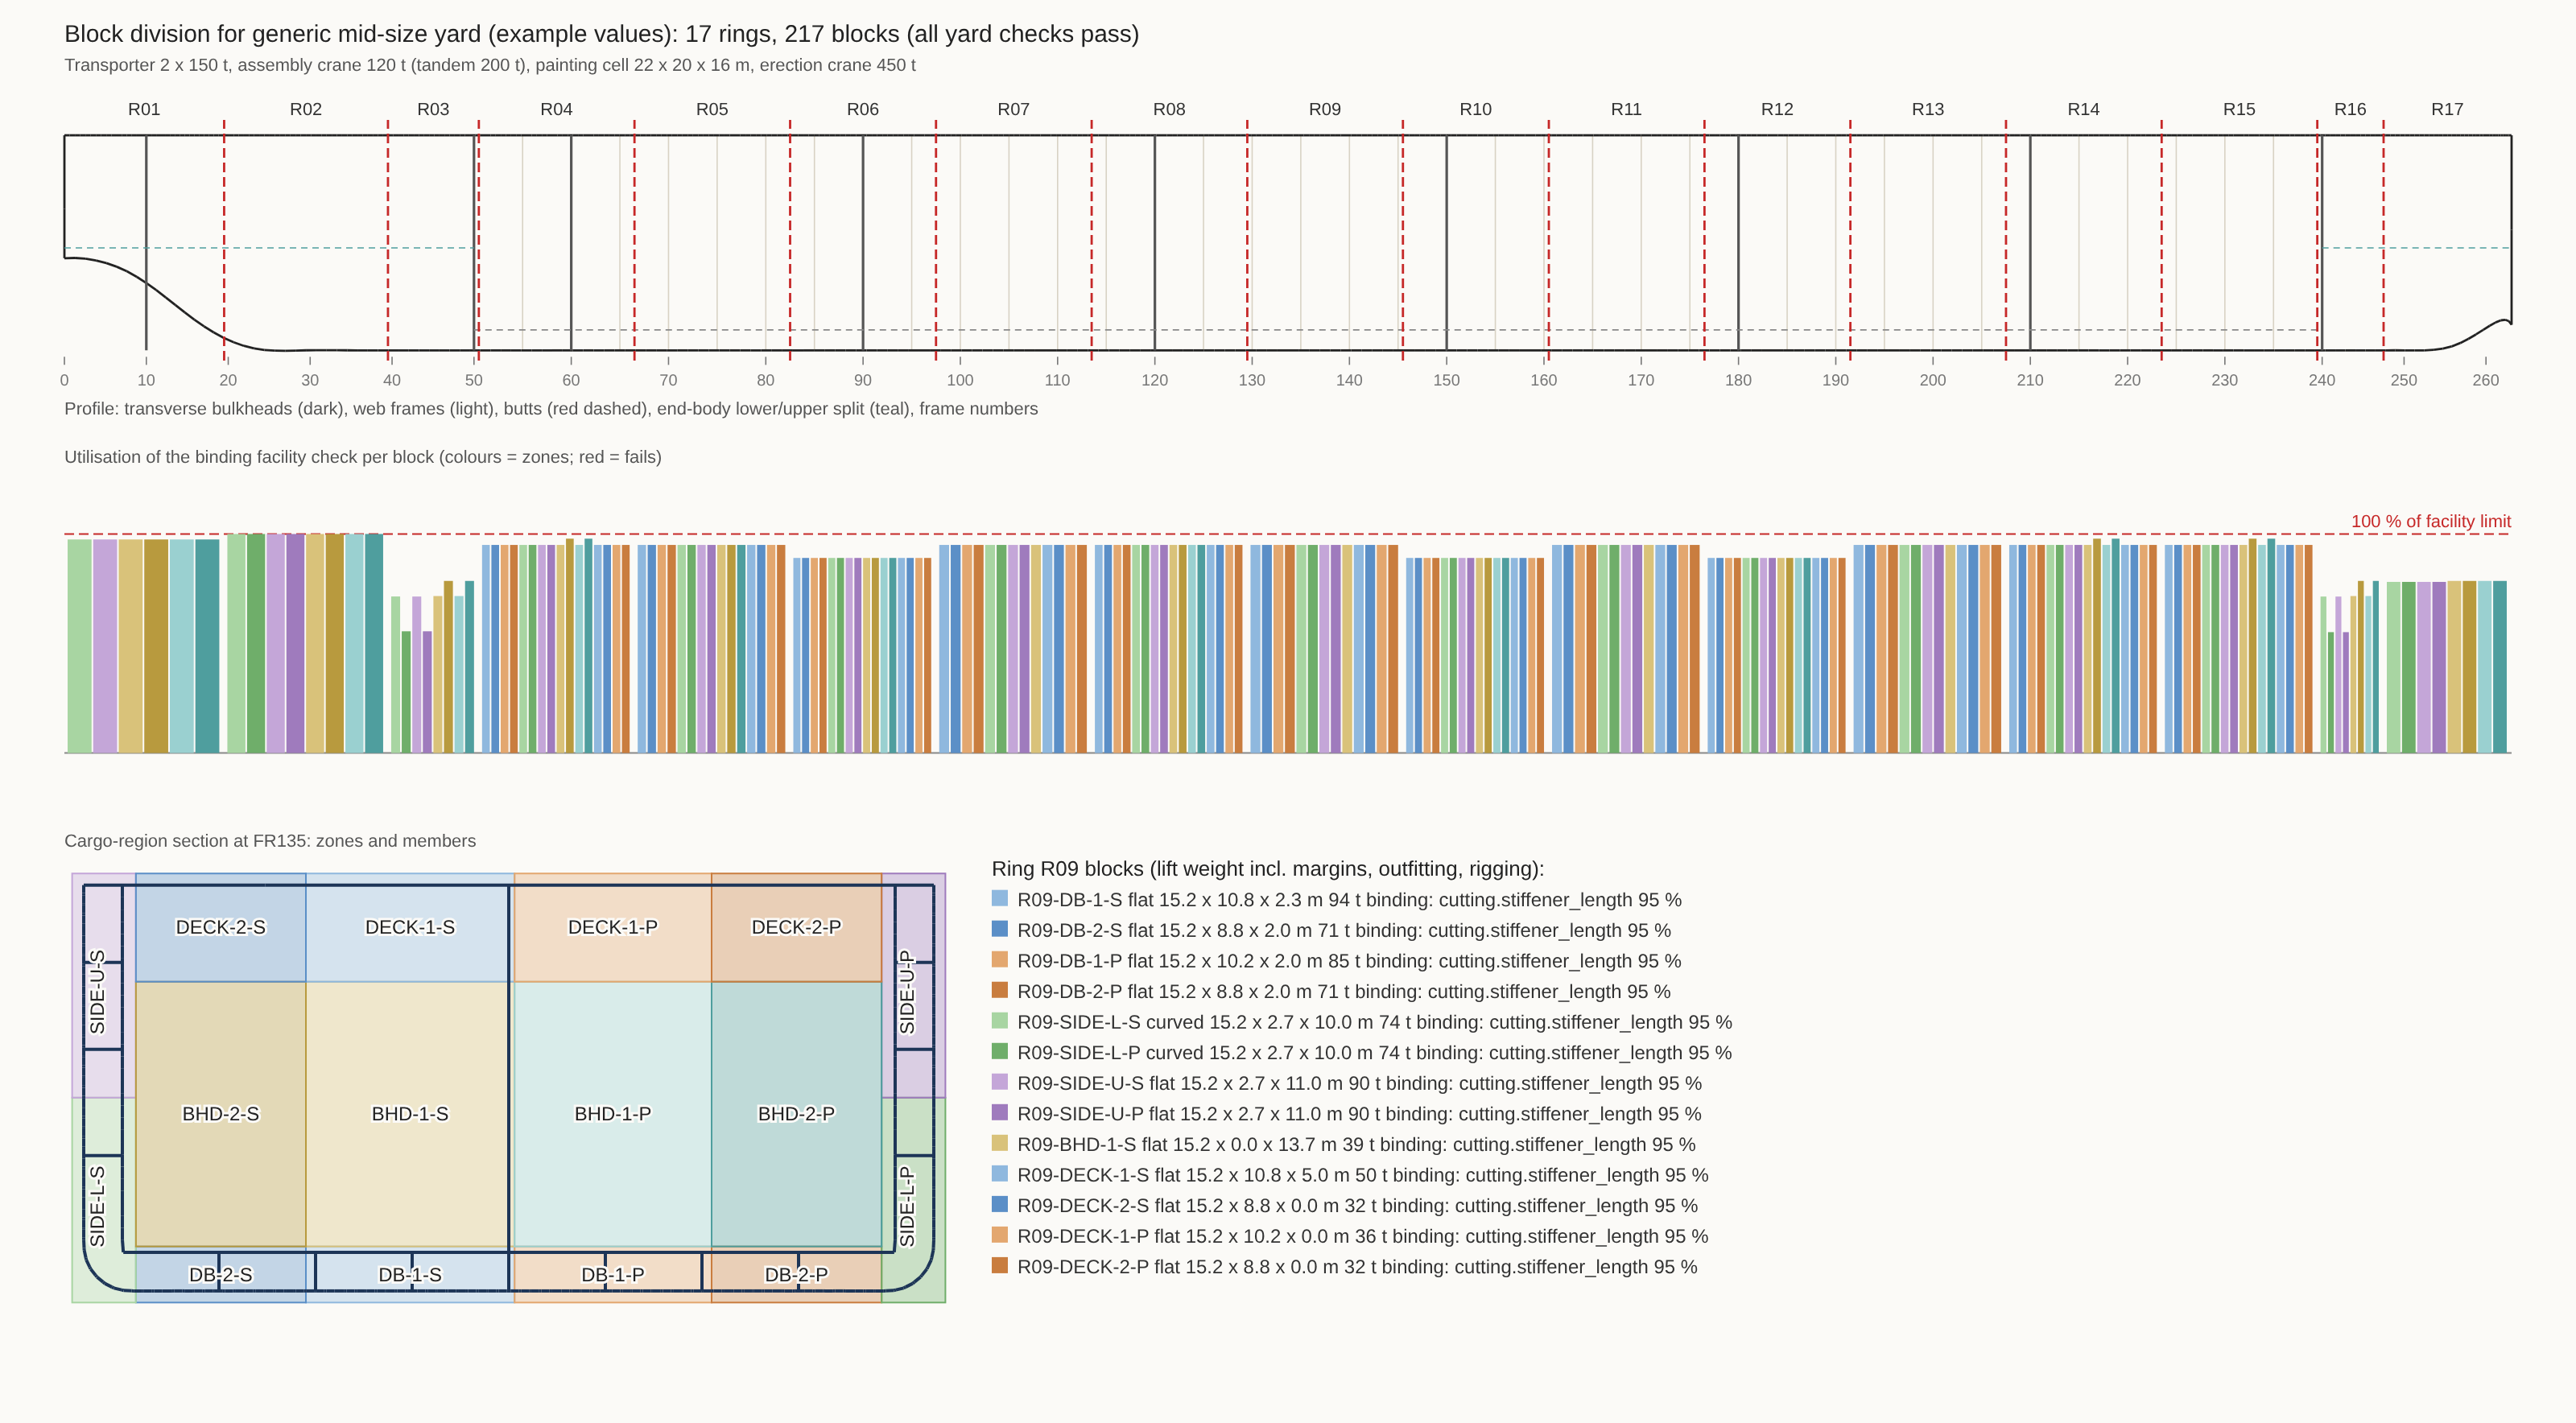 Block division for generic mid-size yard (example values): 17 rings, 217 blocks (all yard checks pass)
Transporter 2 x 150 t, assembly crane 120 t (tandem 200 t), painting cell 22 x 20 x 16 m, erection crane 450 t
R01 R02 R03 R04 R05 R06 R07 R08 R09 R10 R11 R12 R13 R14 R15 R16 R17
0 10 20 30 40 50 60 70 80 90 100 110 120 130 140 150 160 170 180 190 200 210 220 230 240 250 260
Profile: transverse bulkheads (dark), web frames (light), butts (red dashed), end-body lower/upper split (teal), frame numbers
Utilisation of the binding facility check per block (colours = zones; red = fails)
100 % of facility limit
Cargo-region section at FR135: zones and members
DECK-2-S DECK-1-S DECK-1-P DECK-2-P
SIDE-U-S SIDE-U-P
BHD-2-S BHD-1-S BHD-1-P BHD-2-P
SIDE-L-S SIDE-L-P
DB-2-S DB-1-S DB-1-P DB-2-P
Ring R09 blocks (lift weight incl. margins, outfitting, rigging):
R09-DB-1-S flat 15.2 x 10.8 x 2.3 m 94 t binding: cutting.stiffener_length 95 %
R09-DB-2-S flat 15.2 x 8.8 x 2.0 m 71 t binding: cutting.stiffener_length 95 %
R09-DB-1-P flat 15.2 x 10.2 x 2.0 m 85 t binding: cutting.stiffener_length 95 %
R09-DB-2-P flat 15.2 x 8.8 x 2.0 m 71 t binding: cutting.stiffener_length 95 %
R09-SIDE-L-S curved 15.2 x 2.7 x 10.0 m 74 t binding: cutting.stiffener_length 95 %
R09-SIDE-L-P curved 15.2 x 2.7 x 10.0 m 74 t binding: cutting.stiffener_length 95 %
R09-SIDE-U-S flat 15.2 x 2.7 x 11.0 m 90 t binding: cutting.stiffener_length 95 %
R09-SIDE-U-P flat 15.2 x 2.7 x 11.0 m 90 t binding: cutting.stiffener_length 95 %
R09-BHD-1-S flat 15.2 x 0.0 x 13.7 m 39 t binding: cutting.stiffener_length 95 %
R09-DECK-1-S flat 15.2 x 10.8 x 5.0 m 50 t binding: cutting.stiffener_length 95 %
R09-DECK-2-S flat 15.2 x 8.8 x 0.0 m 32 t binding: cutting.stiffener_length 95 %
R09-DECK-1-P flat 15.2 x 10.2 x 0.0 m 36 t binding: cutting.stiffener_length 95 %
R09-DECK-2-P flat 15.2 x 8.8 x 0.0 m 32 t binding: cutting.stiffener_length 95 %